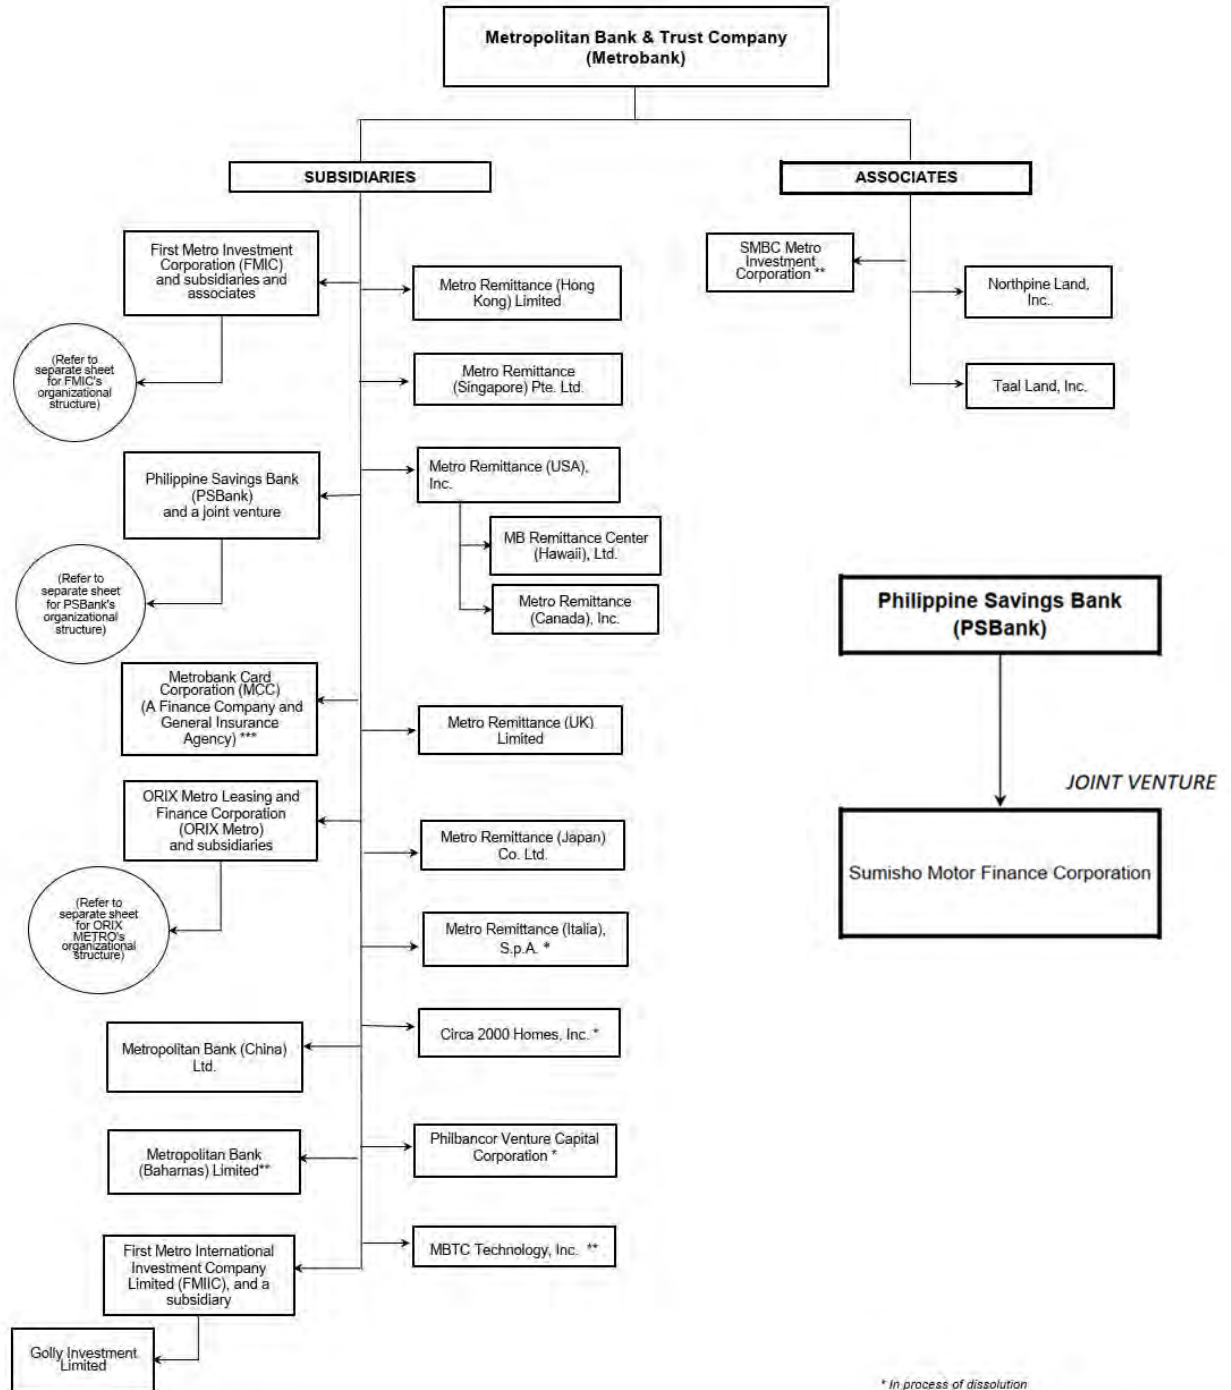 Metropolitan Bank & Trust Company
(Metrobank)
SUBSIDIARIES
First Metro Investment
Corporation (FMIC)
and subsidiaries and
associates
(Refer to
separate sheet
for FMIC's
organizational
structure)
Metro Remittance (Hong
Kong) Limited
Metro Remittance
(Singapore) Pte. Ltd.
Philippine Savings Bank
(PSBank)
and a joint venture
(Refer to
separate sheet
for PSBank's
organizational
structure)
Metro Remittance (USA),
Inc.
MB Remittance Center
(Hawaii), Ltd.
Metro Remittance
(Canada), Inc.
Metrobank Card
Corporation (MCC)
(A Finance Company and
General Insurance
Agency) ***
Metro Remittance (UK)
Limited
ORIX Metro Leasing and
Finance Corporation
(ORIX Metro)
and subsidiaries
(Refer to
separate sheet
for ORIX
METRO's
organizational
structure)
Metro Remittance (Japan)
Co. Ltd.
Metro Remittance (Italia),
S.p.A. *
Metropolitan Bank (China)
Ltd.
Circa 2000 Homes, Inc. *
Metropolitan Bank
(Bahamas) Limited**
Philbancor Venture Capital
Corporation *
First Metro International
Investment Company
Limited (FMIIC), and a
subsidiary
MBTC Technology, Inc. **
Golly Investment
Limited
ASSOCIATES
SMBC Metro
Investment
Corporation **
Northpine Land,
Inc.
Taal Land, Inc.
Philippine Savings Bank
(PSBank)
JOINT VENTURE
Sumisho Motor Finance Corporation
* In process of dissolution